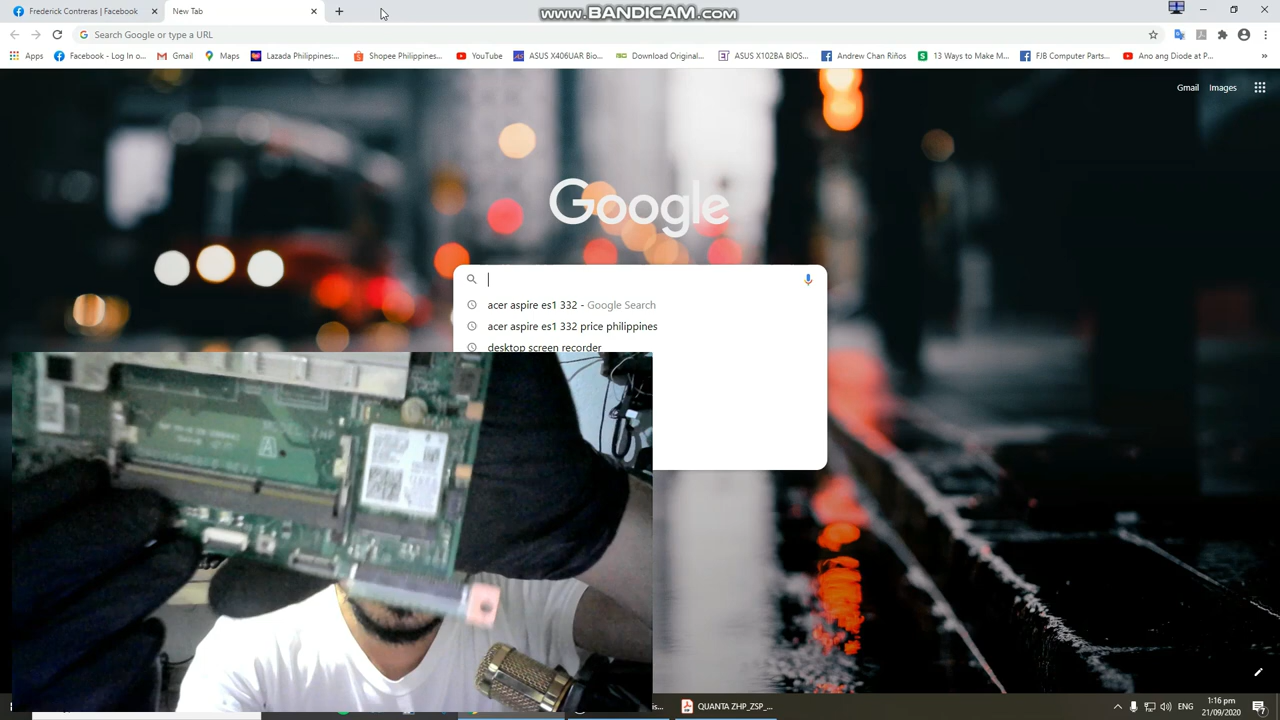 www.BANDICAM.com
Frederick Contreras | Facebook
New Tab
Search Google or type a URL
Apps
Facebook - Log In o...
Gmail
Maps
Lazada Philippines:...
Shopee Philippines...
YouTube
ASUS X406UAR Bio...
Download Original...
ASUS X102BA BIOS...
Andrew Chan Riños
13 Ways to Make M...
FJB Computer Parts...
Ano ang Diode at P...
Gmail
Images
Google
acer aspire es1 332 - Google Search
acer aspire es1 332 price philippines
desktop screen recorder
QUANTA ZHP_ZSP_...
ENG
1:16 pm
21/09/2020